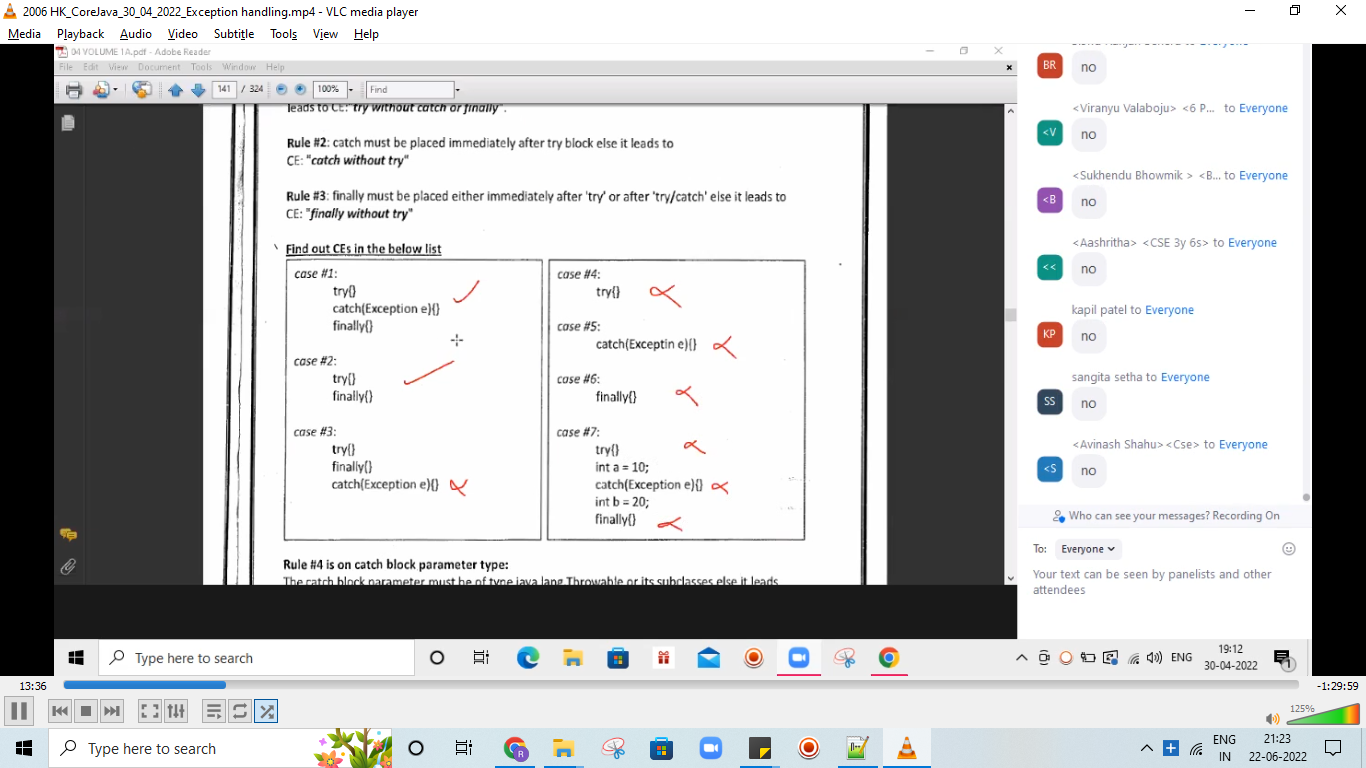 2006 HK_CoreJava_30_04_2022_Exception handling.mp4 - VLC media player
Media Playback Audio Video Subtitle Tools View Help
04 VOLUME 1A.pdf - Adobe Reader
File Edit View Document Tools Window Help
141 / 324 100% Find
leads to CE: "try without catch or finally".
Rule #2: catch must be placed immediately after try block else it leads to
CE: "catch without try"
Rule #3: finally must be placed either immediately after 'try' or after 'try/catch' else it leads to
CE: "finally without try"
Find out CEs in the below list
case #1:
try{}
catch(Exception e){}
finally{}
case #2:
try{}
finally{}
case #3:
try{}
finally{}
catch(Exception e){}
case #4:
try{}
case #5:
catch(Exceptin e){}
case #6:
finally{}
case #7:
try{}
int a = 10;
catch(Exception e){}
int b = 20;
finally{}
Rule #4 is on catch block parameter type:
The catch block parameter must be of type java.lang.Throwable or its subclasses else it leads
to Everyone
BR no
<Viranyu Valaboju> <6 P... to Everyone
<V no
<Sukhendu Bhowmik > <B... to Everyone
<B no
<Aashritha> <CSE 3y 6s> to Everyone
<< no
kapil patel to Everyone
KP no
sangita setha to Everyone
SS no
<Avinash Shahu> <Cse> to Everyone
<S no
Who can see your messages? Recording On
To: Everyone
Your text can be seen by panelists and other
attendees
Type here to search
ENG
19:12
30-04-2022
1
13:36
-1:29:59
125%
Type here to search
R
ENG
IN
21:23
22-06-2022